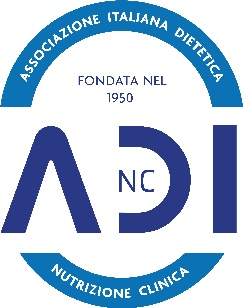 ASSOCIAZIONE ITALIANA DIETETICA
FONDATA NEL
1950
ADI
NC
NUTRIZIONE CLINICA